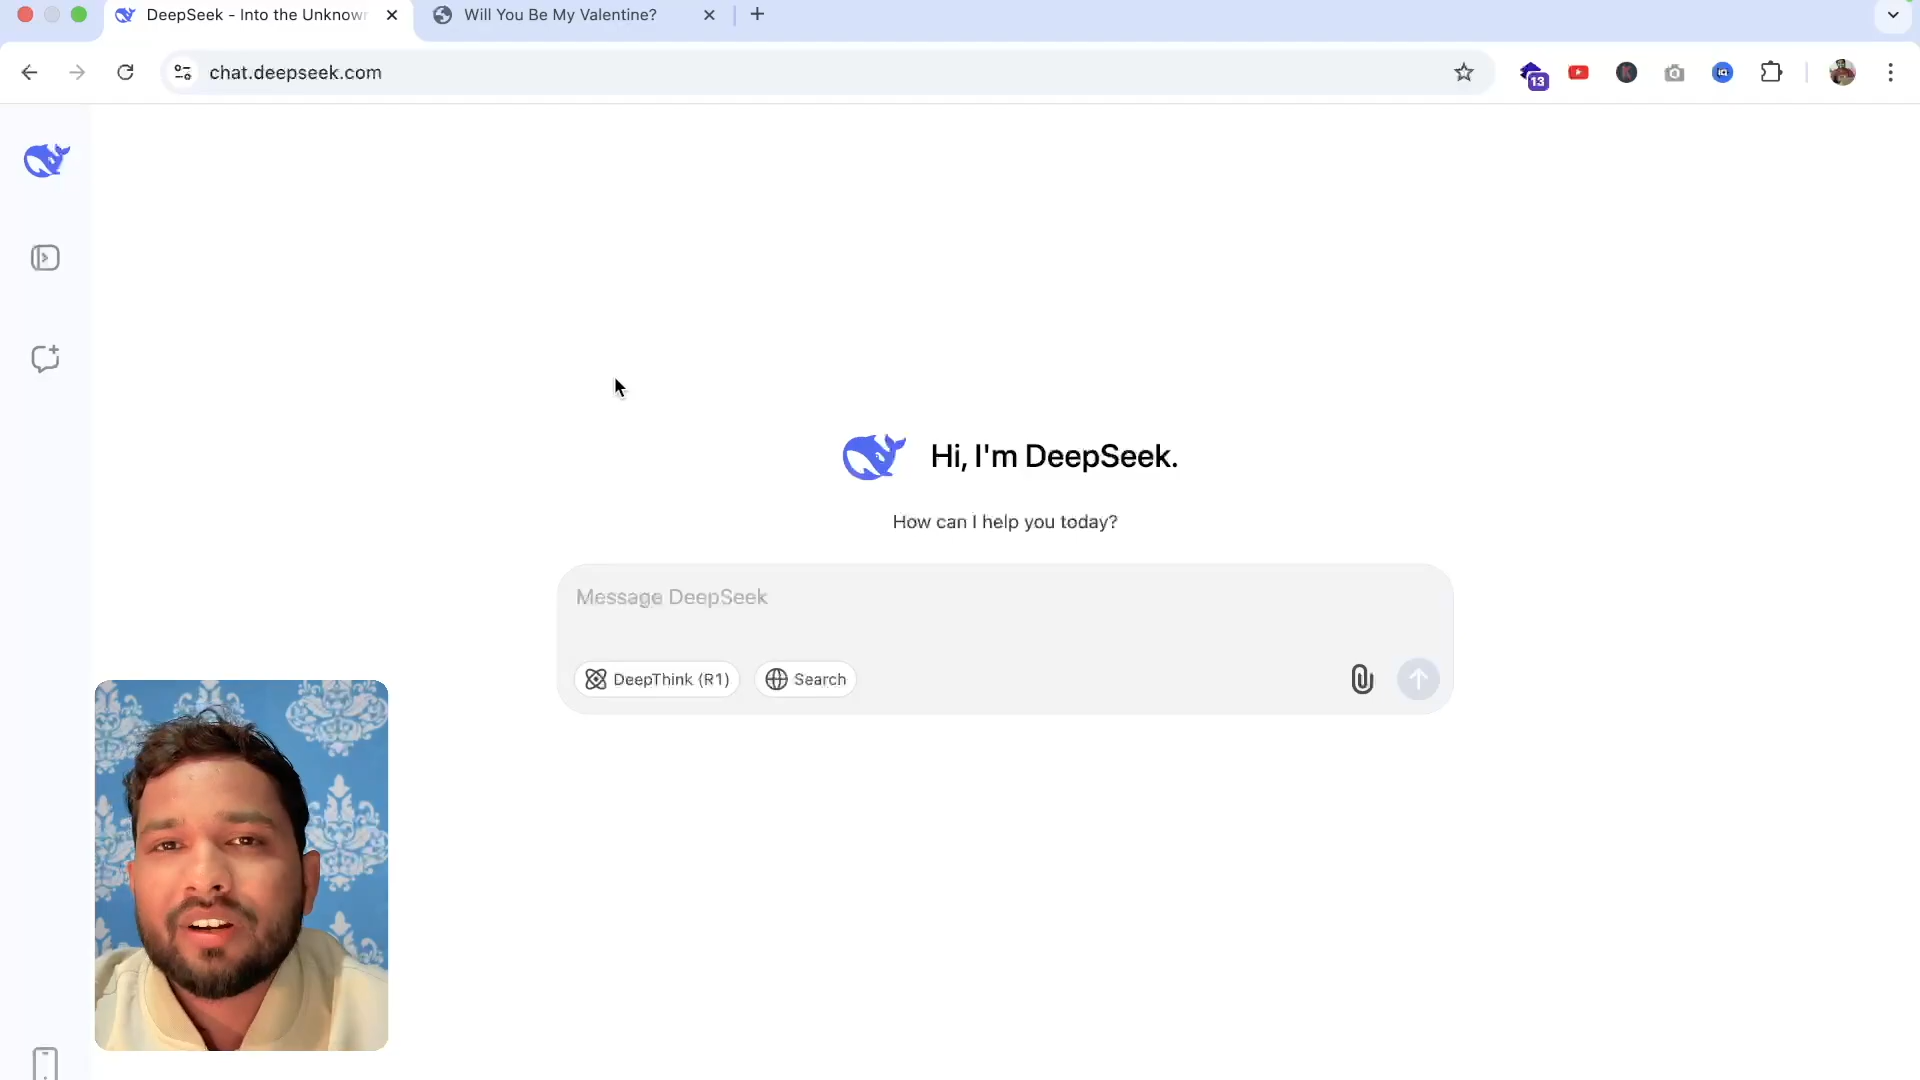 DeepSeek - Into the Unknown
Will You Be My Valentine?
chat.deepseek.com
13
Hi, I'm DeepSeek.
How can I help you today?
Message DeepSeek
DeepThink (R1)
Search